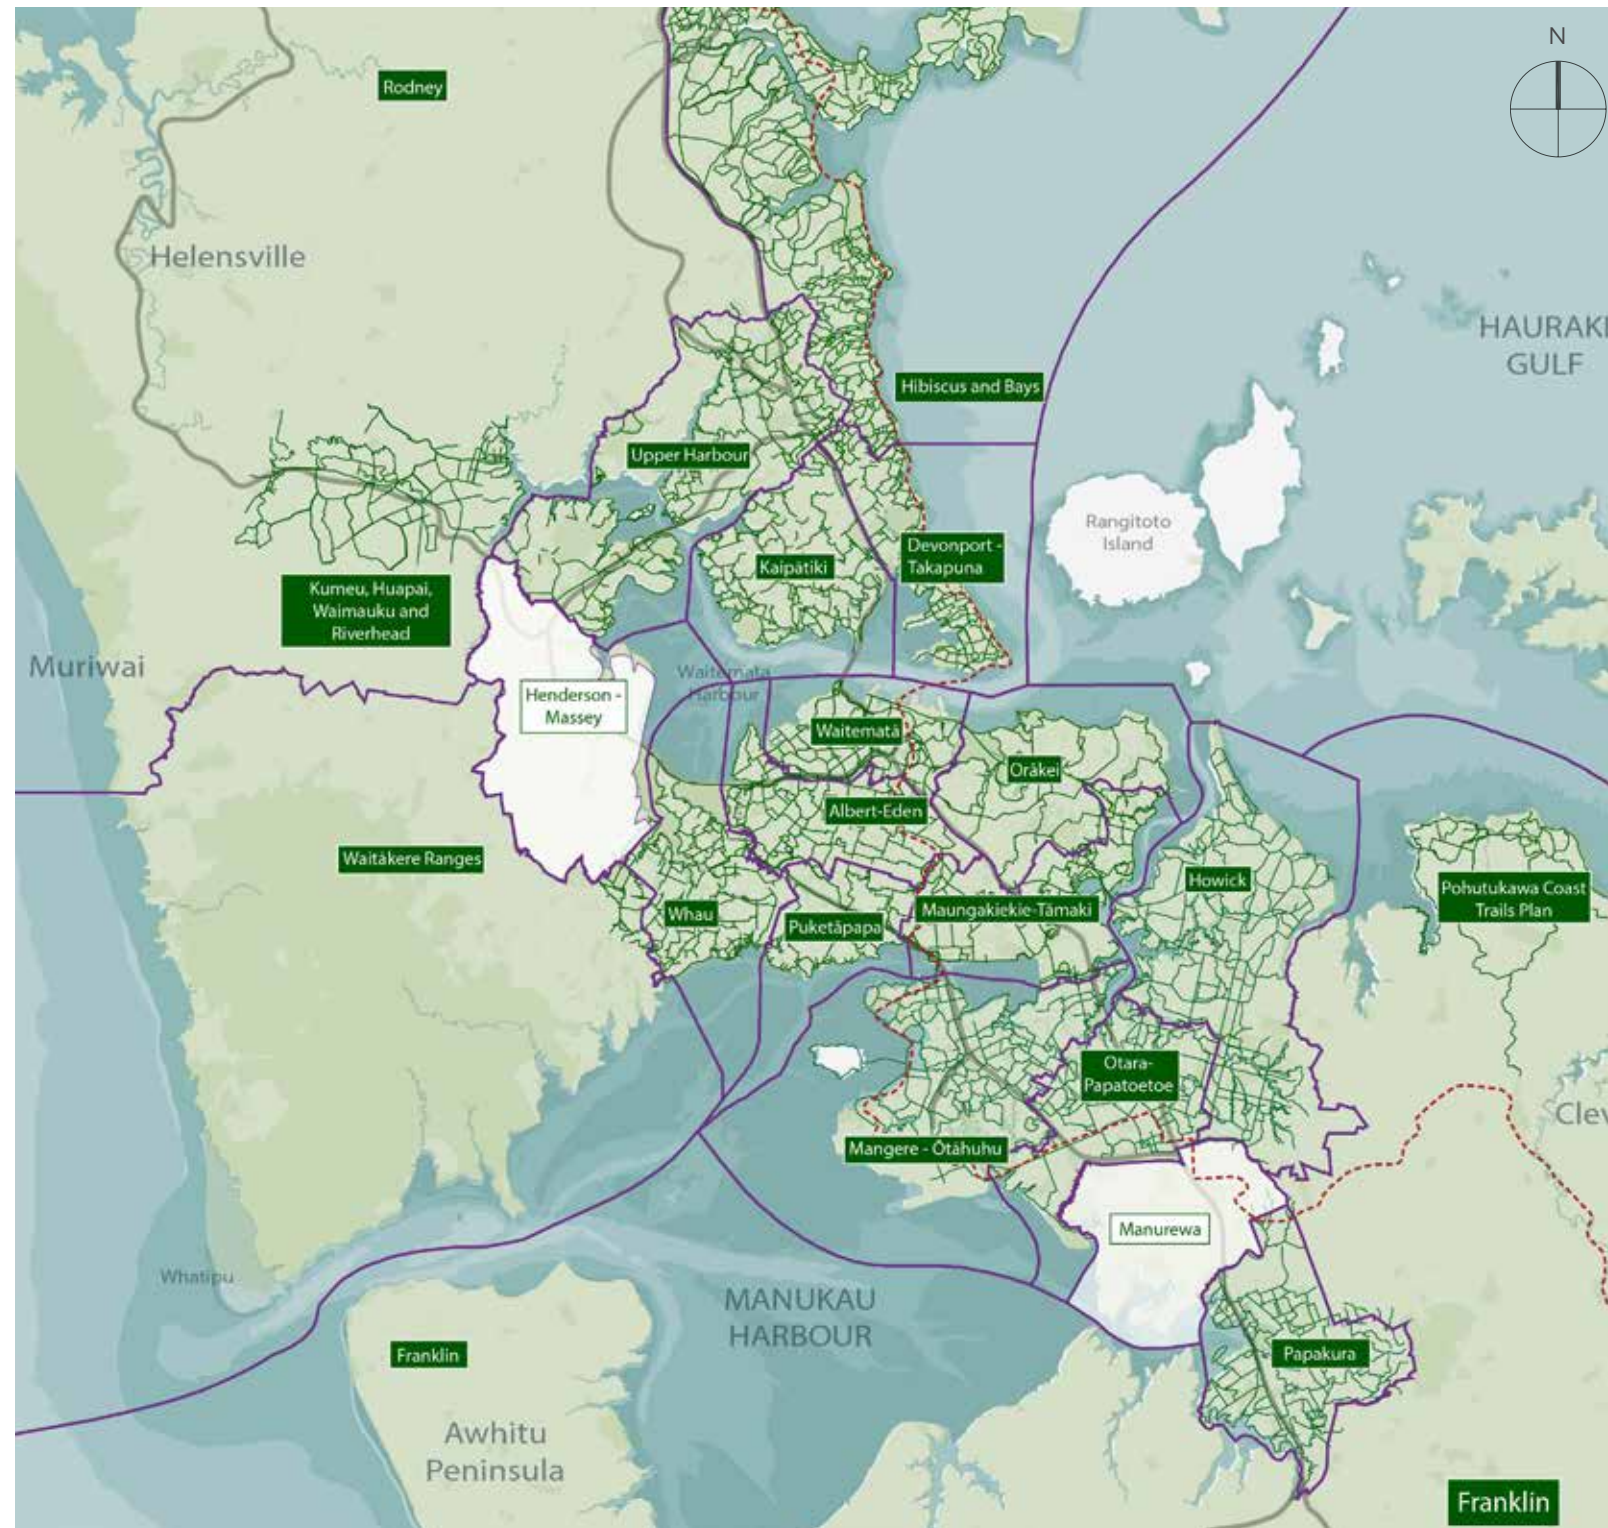 N
Rodney
Helensville
HAURAKI
GULF
Hibiscus and Bays
Upper Harbour
Rangitoto
Island
Devonport -
Takapuna
Kaipātiki
Kumeu, Huapai,
Waimauku and
Riverhead
Muriwai
Waitemata
Harbour
Henderson -
Massey
Waitematā
Ōrākei
Albert-Eden
Waitākere Ranges
Howick
Pohutukawa Coast
Trails Plan
Whau
Maungakiekie-Tāmaki
Puketāpapa
Otara-
Papatoetoe
Clev
Mangere - Ōtāhuhu
Manurewa
Whatipu
MANUKAU
HARBOUR
Franklin
Papakura
Awhitu
Peninsula
Franklin